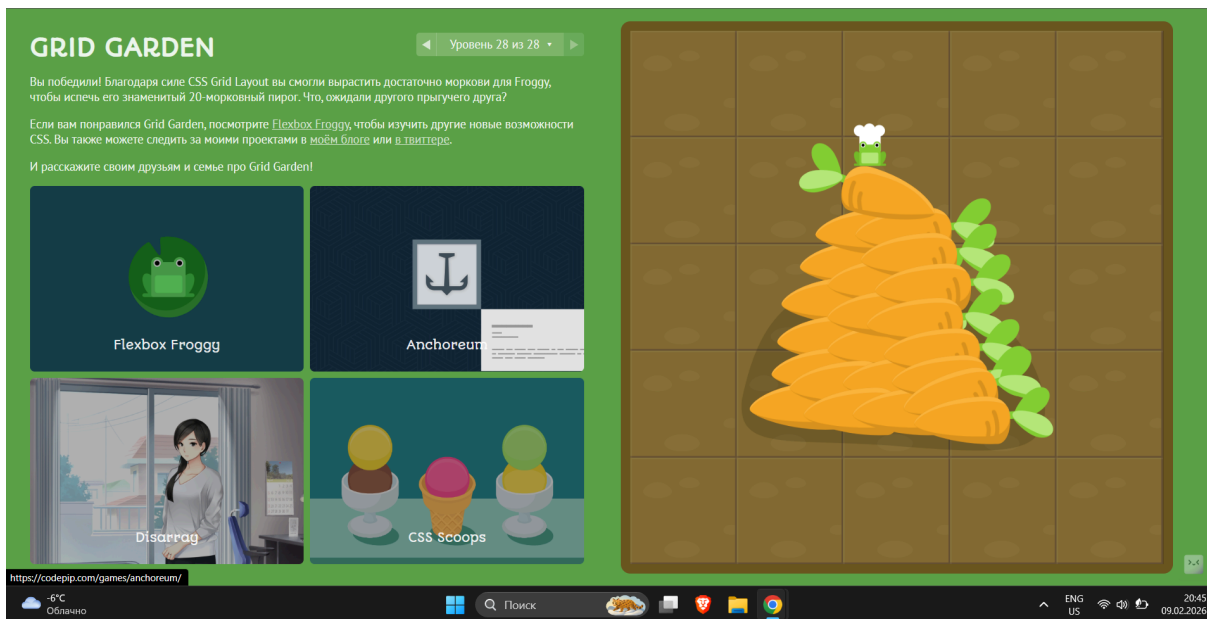 GRID GARDEN
Уровень 28 из 28
Вы победили! Благодаря силе CSS Grid Layout вы смогли вырастить достаточно моркови для Froggy,
чтобы испечь его знаменитый 20-морковный пирог. Что, ожидали другого прыгучего друга?
Если вам понравился Grid Garden, посмотрите Flexbox Froggy, чтобы изучить другие новые возможности
CSS. Вы также можете следить за моими проектами в моём блоге или в твиттере.
И расскажите своим друзьям и семье про Grid Garden!
Flexbox Froggy
Anchoreum
Disarray
CSS Scoops
https://codepip.com/games/anchoreum/
-6°C
Облачно
Поиск
ENG
US
20:45
09.02.2026